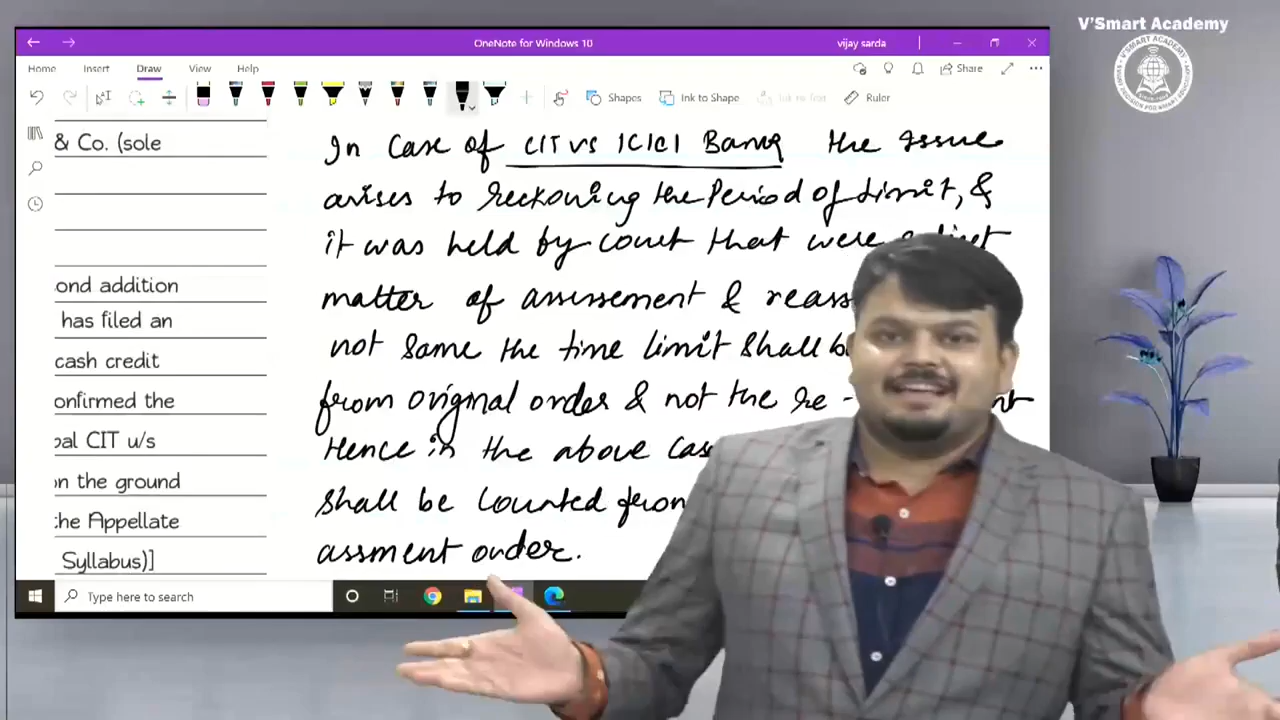 V'Smart Academy
OneNote for Windows 10
vijay sarda
Home Insert Draw View Help
Share
Shapes
Ink to Shape
Ink to Text
Ruler
& Co. (sole
ond addition
has filed an
cash credit
onfirmed the
pal CIT u/s
on the ground
the Appellate
Syllabus)]
In Case of CIT vs ICICI Bank the issue
arises to reckoning the Period of limit, &
it was held by court that were
matter of assessment & reass
not same the time limit shall b
from original order & not the re-
Hence in the above Cas
shall be counted from
assment order.
Type here to search